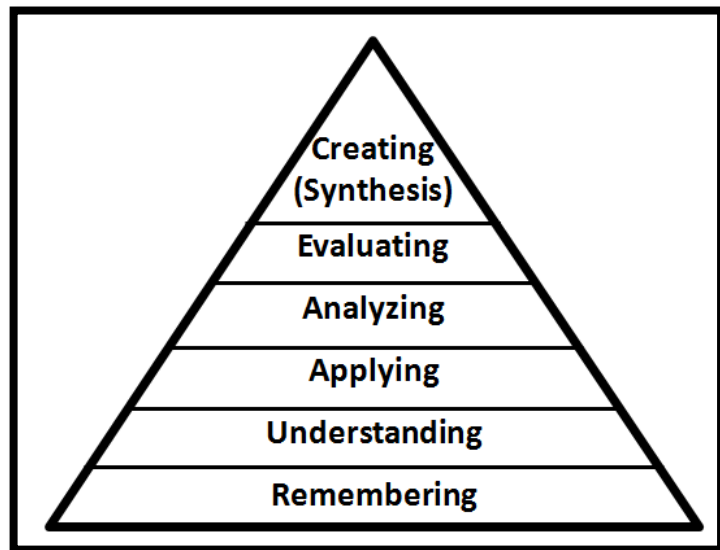 Creating
(Synthesis)
Evaluating
Analyzing
Applying
Understanding
Remembering